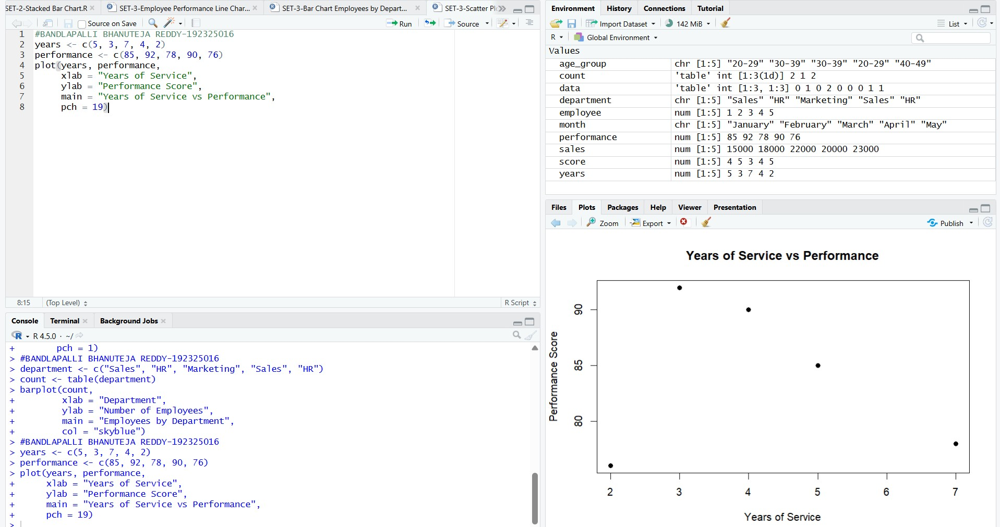 SET-2-Stacked Bar Chart.R
SET-3-Employee Performance Line Char...
SET-3-Bar Chart Employees by Depart...
SET-3-Scatter
Source on Save
Run
Source
1 #BANDLAPALLI BHANUTEJA REDDY-192325016
2 years <- c(5, 3, 7, 4, 2)
3 performance <- c(85, 92, 78, 90, 76)
4 plot(years, performance,
5 xlab = "Years of Service",
6 ylab = "Performance Score",
7 main = "Years of Service vs Performance",
8 pch = 19)
8:15 (Top Level) R Script
Console Terminal Background Jobs
R R 4.5.0 · ~/
+ pch = 1)
> #BANDLAPALLI BHANUTEJA REDDY-192325016
> department <- c("Sales", "HR", "Marketing", "Sales", "HR")
> count <- table(department)
> barplot(count,
+ xlab = "Department",
+ ylab = "Number of Employees",
+ main = "Employees by Department",
+ col = "skyblue")
> #BANDLAPALLI BHANUTEJA REDDY-192325016
> years <- c(5, 3, 7, 4, 2)
> performance <- c(85, 92, 78, 90, 76)
> plot(years, performance,
+ xlab = "Years of Service",
+ ylab = "Performance Score",
+ main = "Years of Service vs Performance",
+ pch = 19)
>
Environment History Connections Tutorial
Import Dataset 142 MiB List
R Global Environment
Values
age_group chr [1:5] "20-29" "30-39" "30-39" "20-29" "40-49"
count 'table' int [1:3(1d)] 2 1 2
data 'table' int [1:3, 1:3] 0 1 0 2 0 0 0 1 1
department chr [1:5] "Sales" "HR" "Marketing" "Sales" "HR"
employee num [1:5] 1 2 3 4 5
month chr [1:5] "January" "February" "March" "April" "May"
performance num [1:5] 85 92 78 90 76
sales num [1:5] 15000 18000 22000 20000 23000
score num [1:5] 4 5 3 4 5
years num [1:5] 5 3 7 4 2
Files Plots Packages Help Viewer Presentation
Zoom Export Publish
Years of Service vs Performance
Performance Score
90
85
80
2 3 4 5 6 7
Years of Service